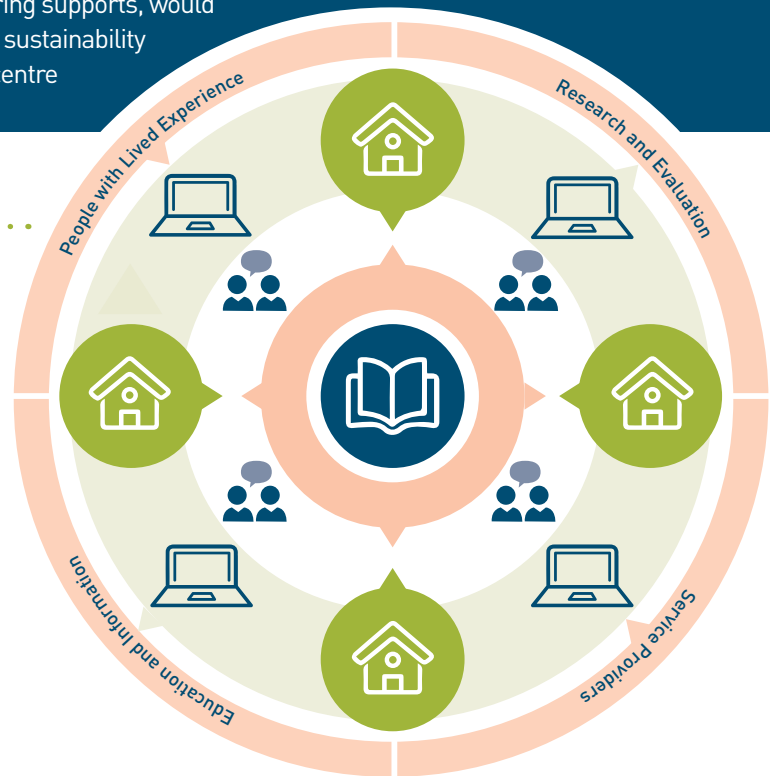 ring supports, would
sustainability
entre
People with Lived Experience
Research and Evaluation
Education and Information
Service Providers